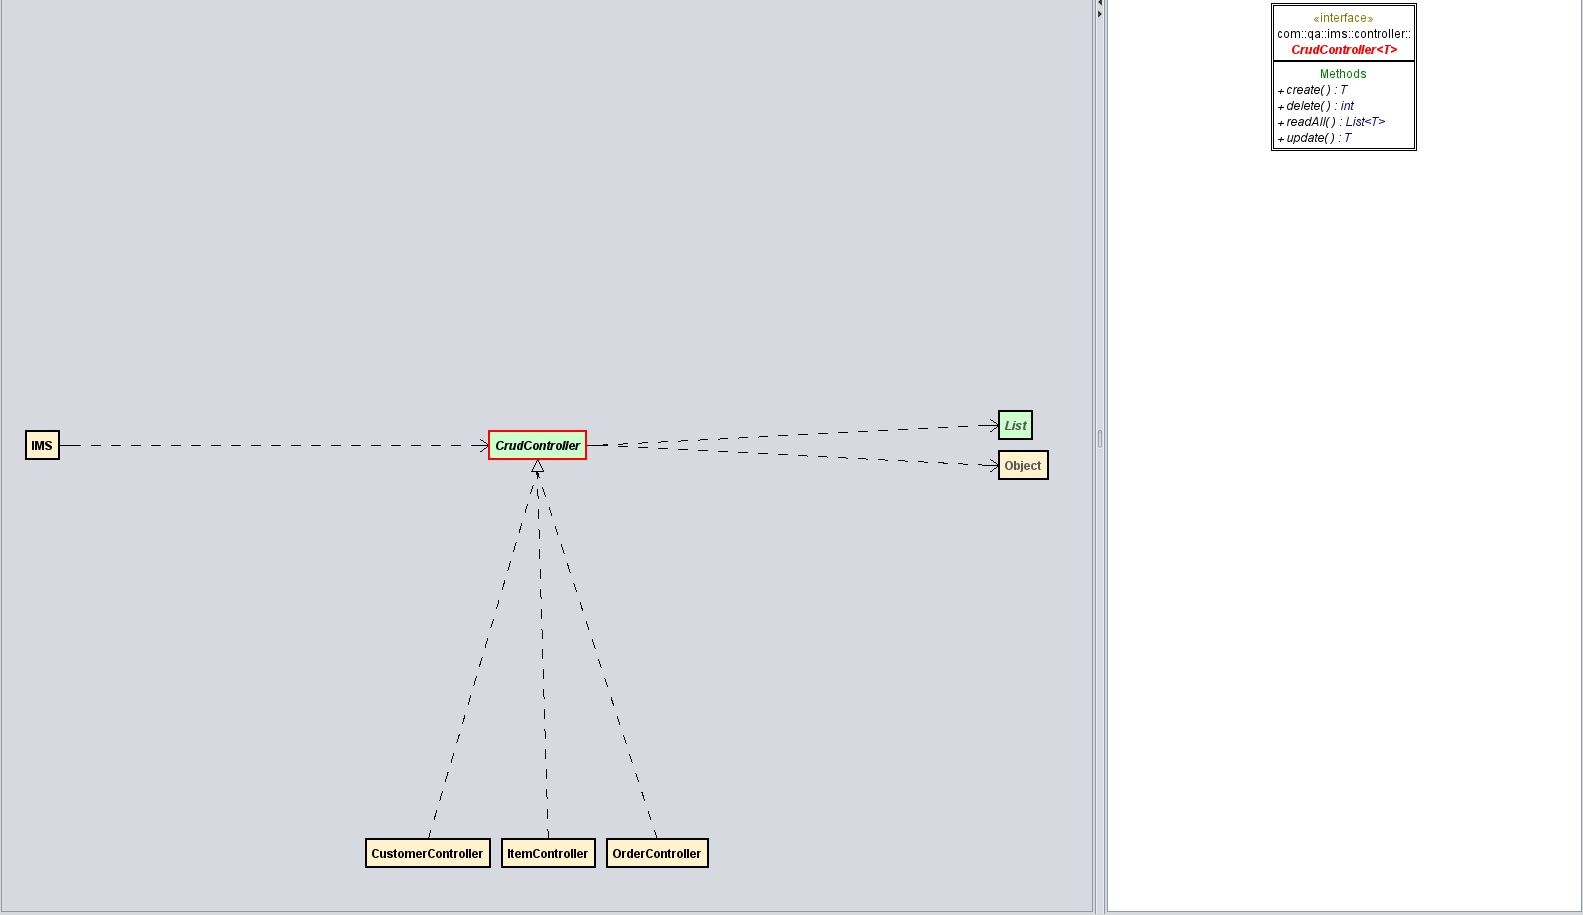 IMS
CrudController
List
Object
CustomerController
ItemController
OrderController
«interface»
com::qa::ims::controller::
CrudController<T>
Methods
+ create( ) : T
+ delete( ) : int
+ readAll( ) : List<T>
+ update( ) : T